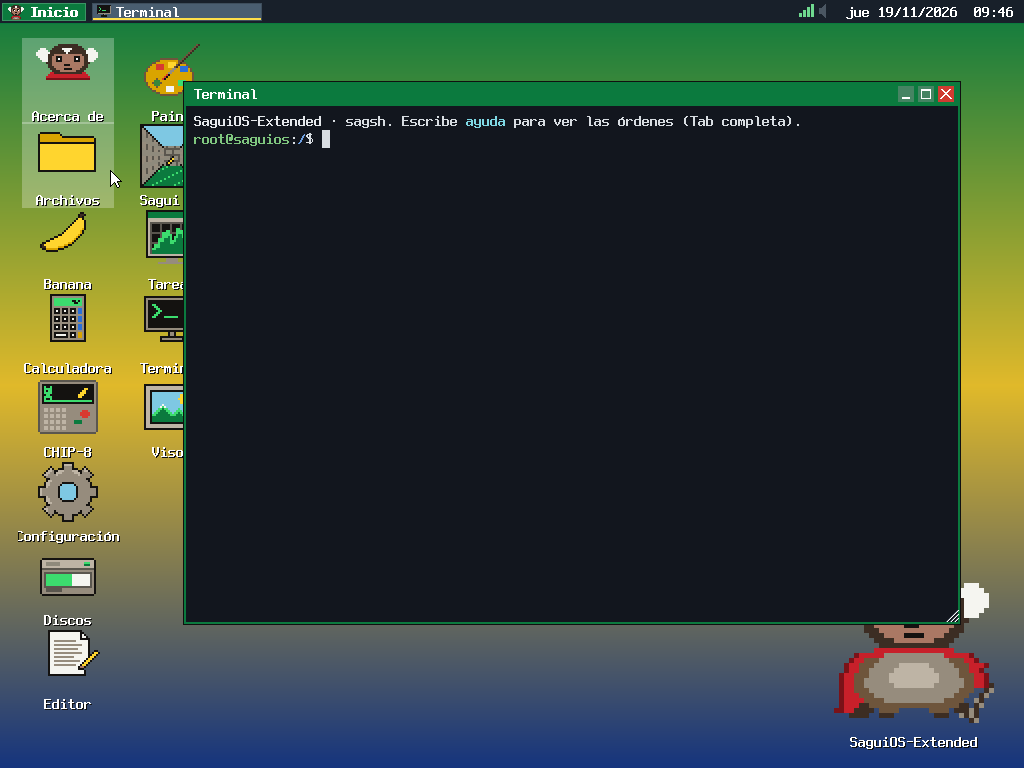 Inicio
Terminal
jue 19/11/2026 09:46
Acerca de
Archivos
Sagui
Banana
Calculadora
CHIP-8
Configuración
Discos
Editor
Terminal
SaguiOS-Extended · sagsh. Escribe ayuda para ver las órdenes (Tab completa).
root@saguios:/$
SaguiOS-Extended